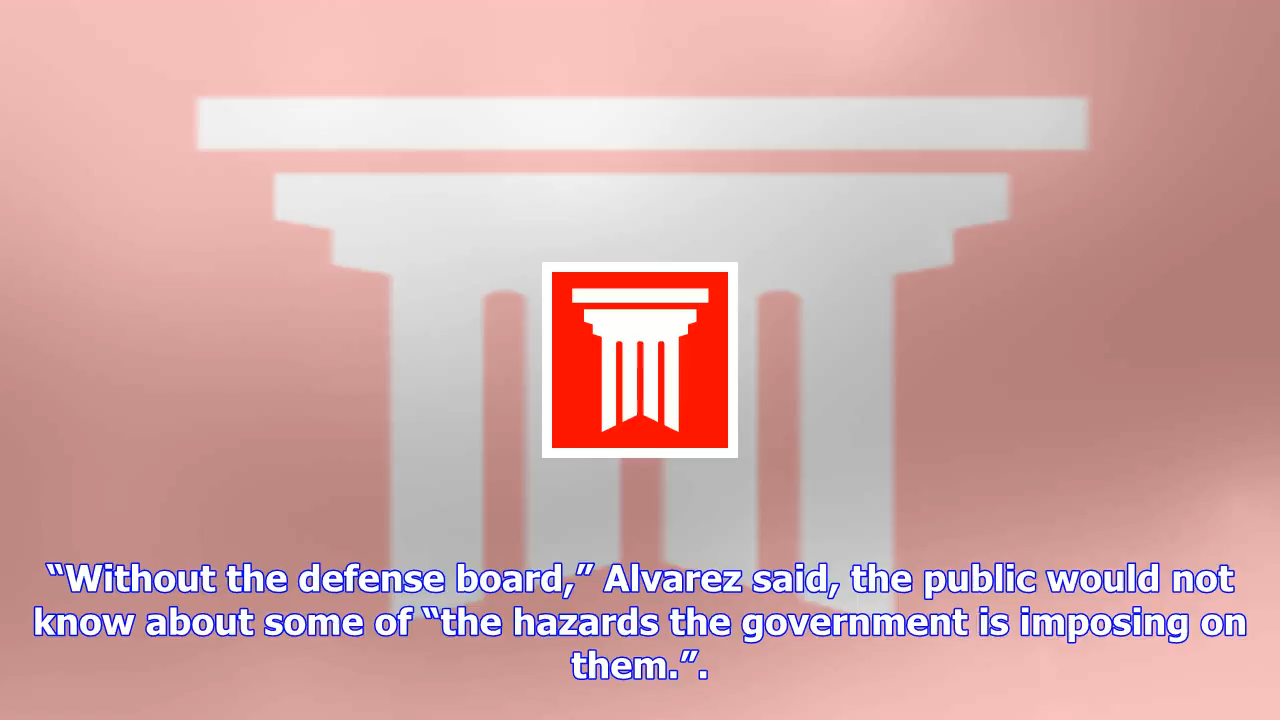 “Without the defense board,” Alvarez said, the public would not
know about some of “the hazards the government is imposing on
them.”.